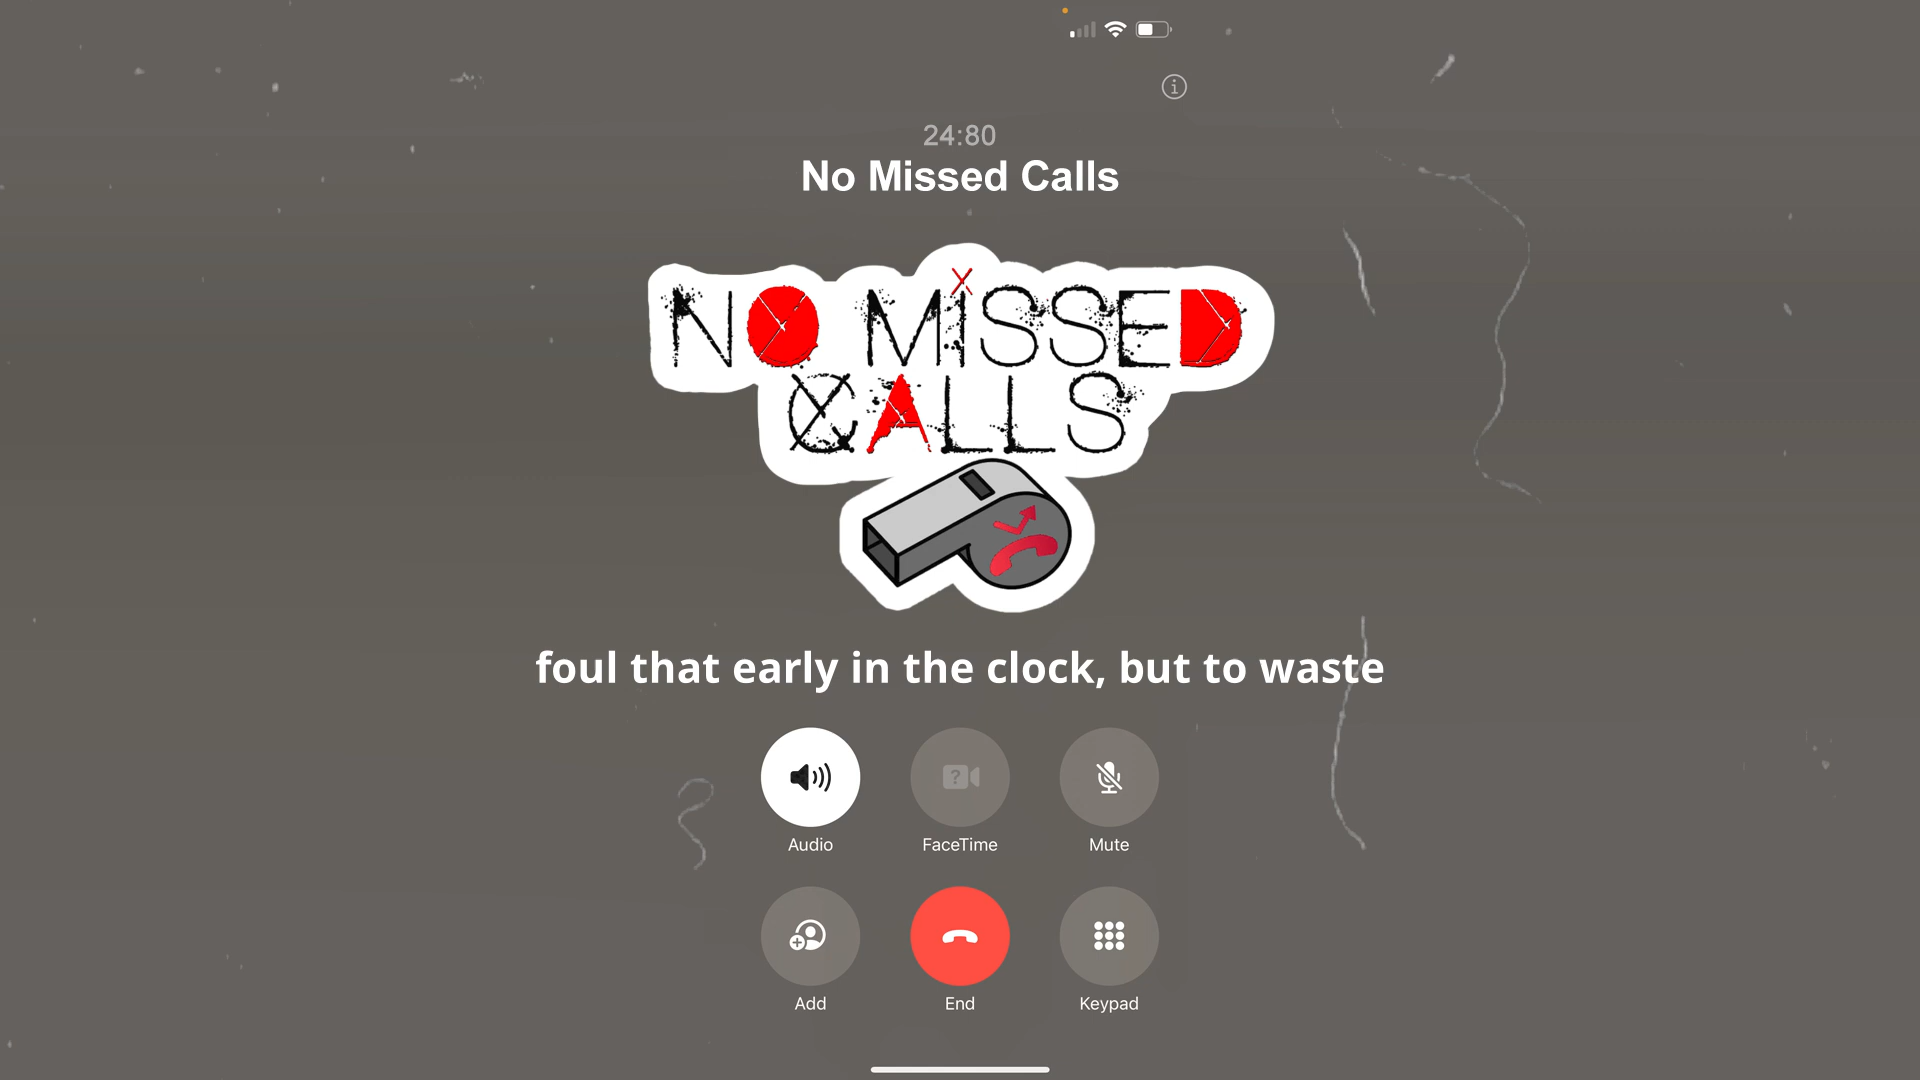 24:80
No Missed Calls
NO MiSSED
CALLS
foul that early in the clock, but to waste
Audio
FaceTime
Mute
Add
End
Keypad